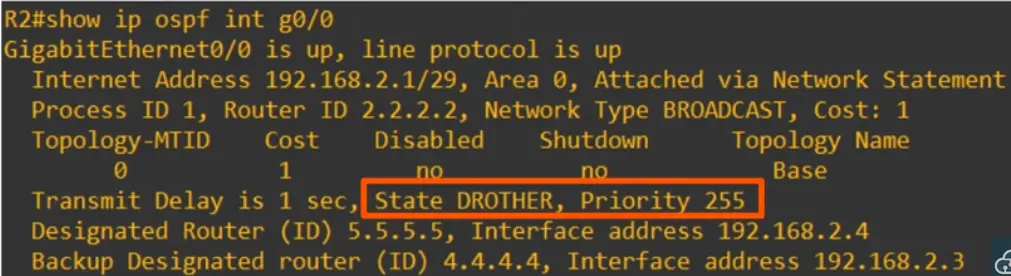 R2#show ip ospf int g0/0
GigabitEthernet0/0 is up, line protocol is up
Internet Address 192.168.2.1/29, Area 0, Attached via Network Statement
Process ID 1, Router ID 2.2.2.2, Network Type BROADCAST, Cost: 1
Topology-MTID Cost Disabled Shutdown Topology Name
0 1 no no Base
Transmit Delay is 1 sec, State DROTHER, Priority 255
Designated Router (ID) 5.5.5.5, Interface address 192.168.2.4
Backup Designated router (ID) 4.4.4.4, Interface address 192.168.2.3